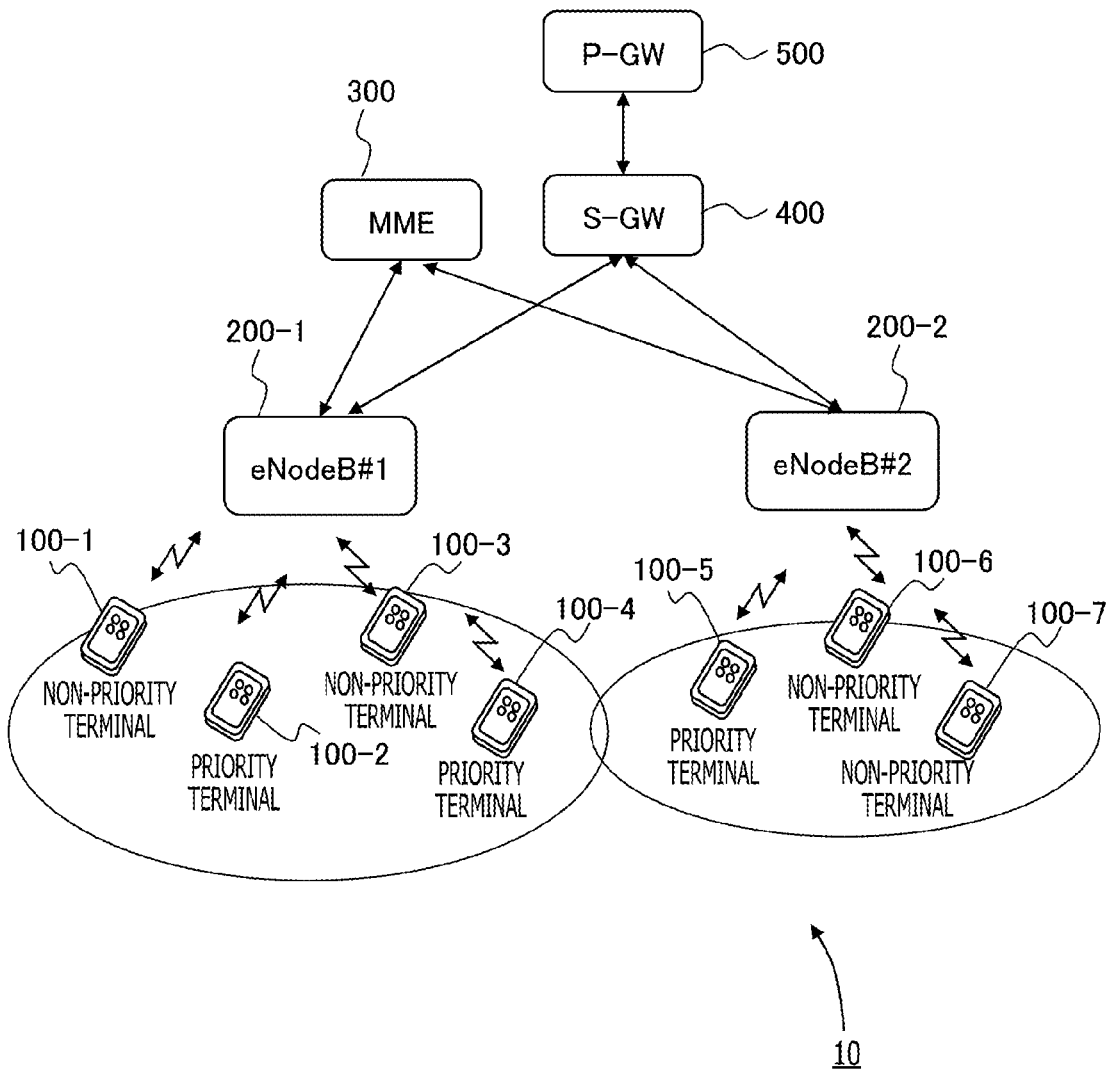 P-GW
500
300
MME
S-GW
400
200-1
200-2
eNodeB#1
eNodeB#2
100-1
100-3
100-4
100-5
100-6
100-7
NON-PRIORITY
TERMINAL
100-2
PRIORITY
TERMINAL
NON-PRIORITY
TERMINAL
PRIORITY
TERMINAL
PRIORITY
TERMINAL
NON-PRIORITY
TERMINAL
NON-PRIORITY
TERMINAL
10